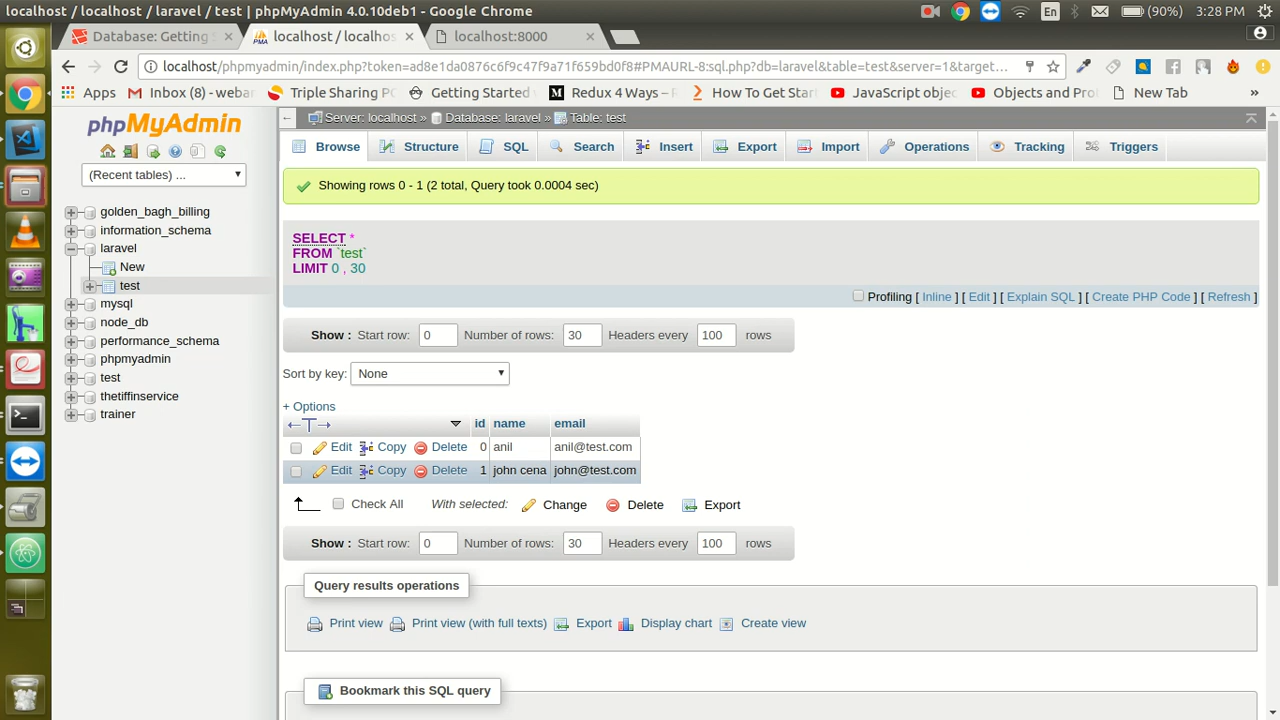 localhost / localhost / laravel / test | phpMyAdmin 4.0.10deb1 - Google Chrome
En
(90%)
3:28 PM
Database: Getting S
localhost / localhos
localhost:8000
localhost/phpmyadmin/index.php?token=ad8e1da0876c6f9c47f9a71f659bd0f8#PMAURL-8:sql.php?db=laravel&table=test&server=1&target...
Apps
Inbox (8) - webar
Triple Sharing PG
Getting Started
Redux 4 Ways –
How To Get Star
JavaScript objec
Objects and Pro
New Tab
»
phpMyAdmin
(Recent tables) ...
golden_bagh_billing
information_schema
laravel
New
test
mysql
node_db
performance_schema
phpmyadmin
test
thetiffinservice
trainer
Server: localhost » Database: laravel » Table: test
Browse Structure SQL Search Insert Export Import Operations Tracking Triggers
Showing rows 0 - 1 (2 total, Query took 0.0004 sec)
SELECT *
FROM `test`
LIMIT 0 , 30
Profiling [ Inline ] [ Edit ] [ Explain SQL ] [ Create PHP Code ] [ Refresh ]
Show : Start row: 0 Number of rows: 30 Headers every 100 rows
Sort by key: None
+ Options
id name email
Edit Copy Delete 0 anil anil@test.com
Edit Copy Delete 1 john cena john@test.com
Check All With selected: Change Delete Export
Show : Start row: 0 Number of rows: 30 Headers every 100 rows
Query results operations
Print view Print view (with full texts) Export Display chart Create view
Bookmark this SQL query